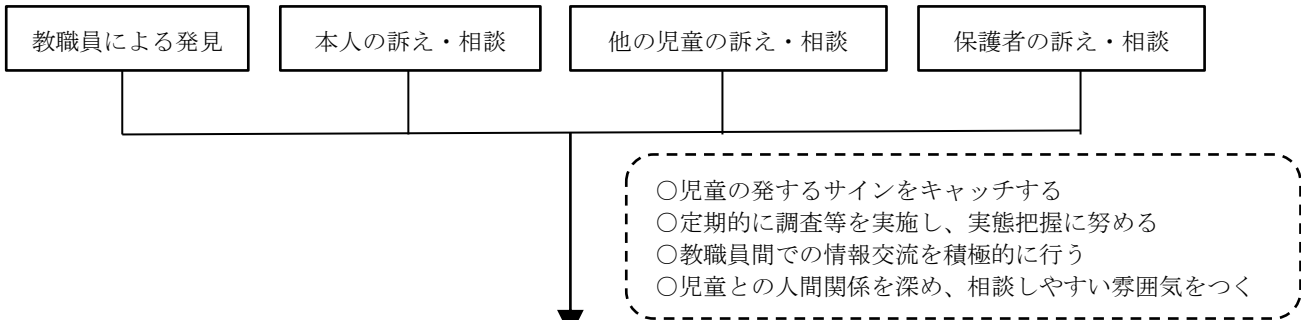 教職員による発見
本人の訴え・相談
他の児童の訴え・相談
保護者の訴え・相談
○児童の発するサインをキャッチする
○定期的に調査等を実施し、実態把握に努める
○教職員間での情報交流を積極的に行う
○児童との人間関係を深め、相談しやすい雰囲気をつく